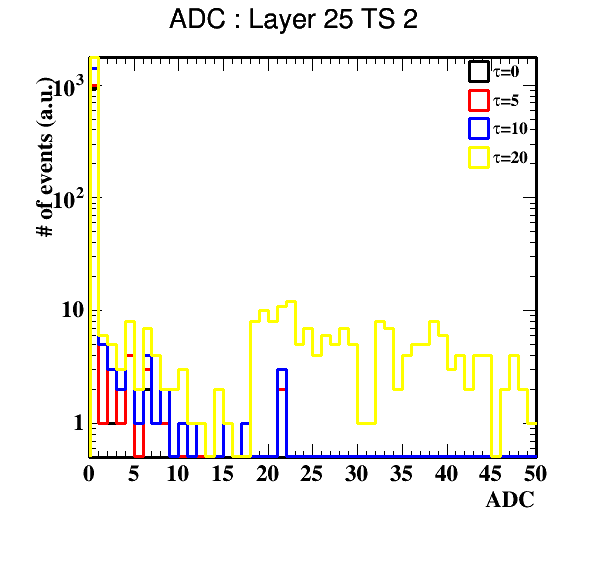 ADC : Layer 25 TS 2
# of events (a.u.)
10³
10²
10
1
τ=0
τ=5
τ=10
τ=20
0 5 10 15 20 25 30 35 40 45 50
ADC